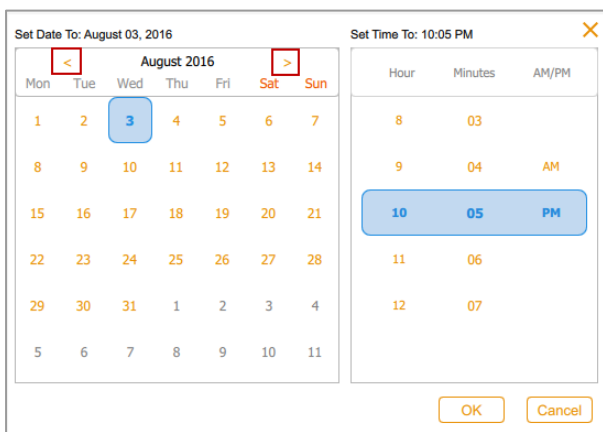 Set Date To: August 03, 2016
< August 2016 >
Mon Tue Wed Thu Fri Sat Sun
1 2 3 4 5 6 7
8 9 10 11 12 13 14
15 16 17 18 19 20 21
22 23 24 25 26 27 28
29 30 31 1 2 3 4
5 6 7 8 9 10 11
Set Time To: 10:05 PM
Hour Minutes AM/PM
8 03
9 04 AM
10 05 PM
11 06
12 07
OK Cancel